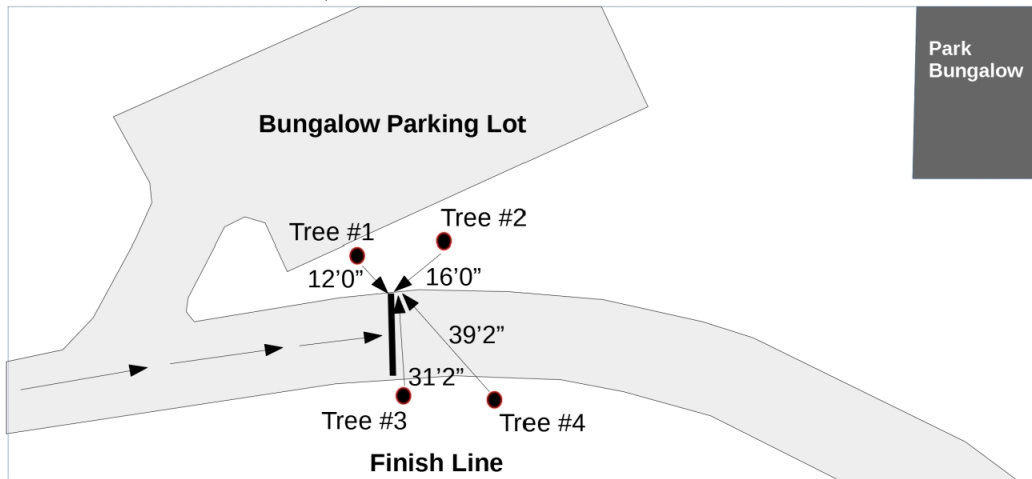 Park
Bungalow
Bungalow Parking Lot
Tree #2
Tree #1
12’0”
16’0”
39’2”
31’2”
Tree #3
Tree #4
Finish Line